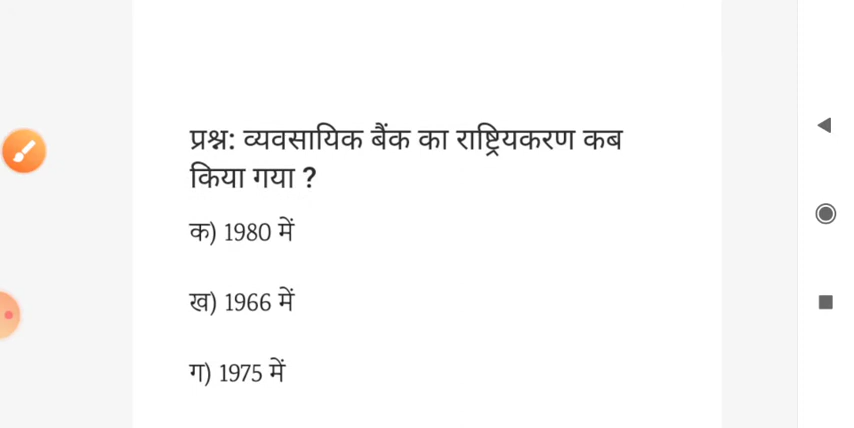 प्रश्न: व्यवसायिक बैंक का राष्ट्रियकरण कब
किया गया ?
क) 1980 में
ख) 1966 में
ग) 1975 में